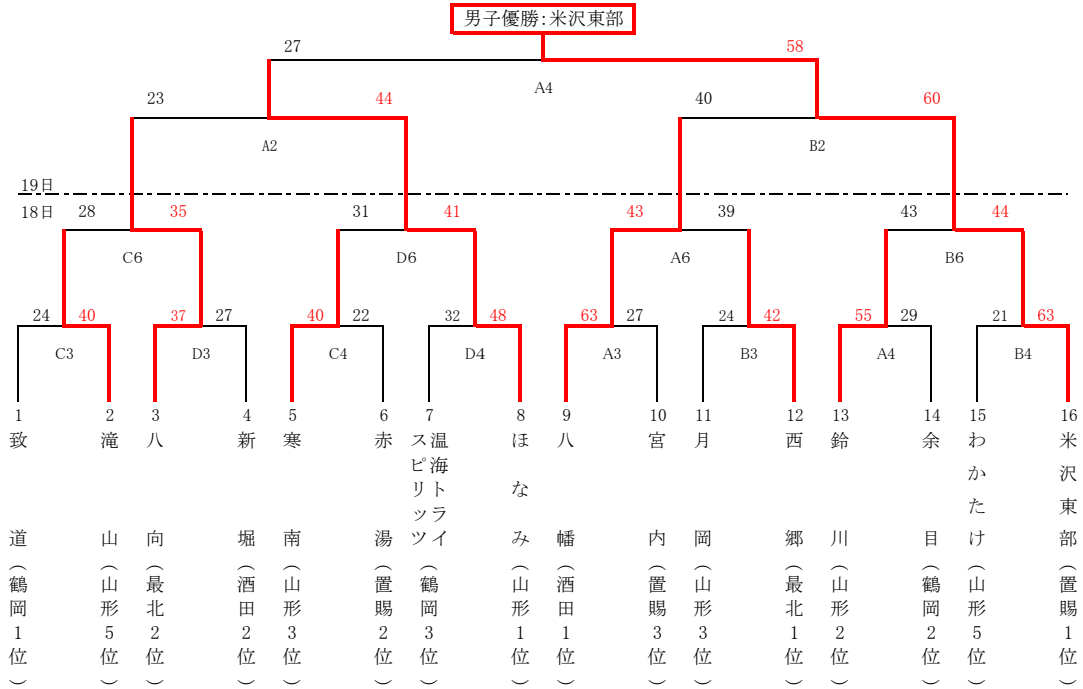 男子優勝:米沢東部
27 58
A4
23 44 40 60
A2 B2
19日
18日 28 35 31 41 43 39 43 44
C6 D6 A6 B6
24 40 37 27 40 22 32 48 63 27 24 42 55 29 21 63
C3 D3 C4 D4 A3 B3 A4 B4
1 2 3 4 5 6 7 8 9 10 11 12 13 14 15 16
致道(鶴岡1位)
滝山(山形5位)
八向(最北2位)
新堀(酒田2位)
寒南(山形3位)
赤湯(置賜2位)
温海トライスピリッツ(鶴岡3位)
ほなみ(山形1位)
八幡(酒田1位)
宮内(置賜3位)
月岡(山形3位)
西郷(最北1位)
鈴川(山形2位)
余目(鶴岡2位)
わかたけ(山形5位)
米沢東部(置賜1位)